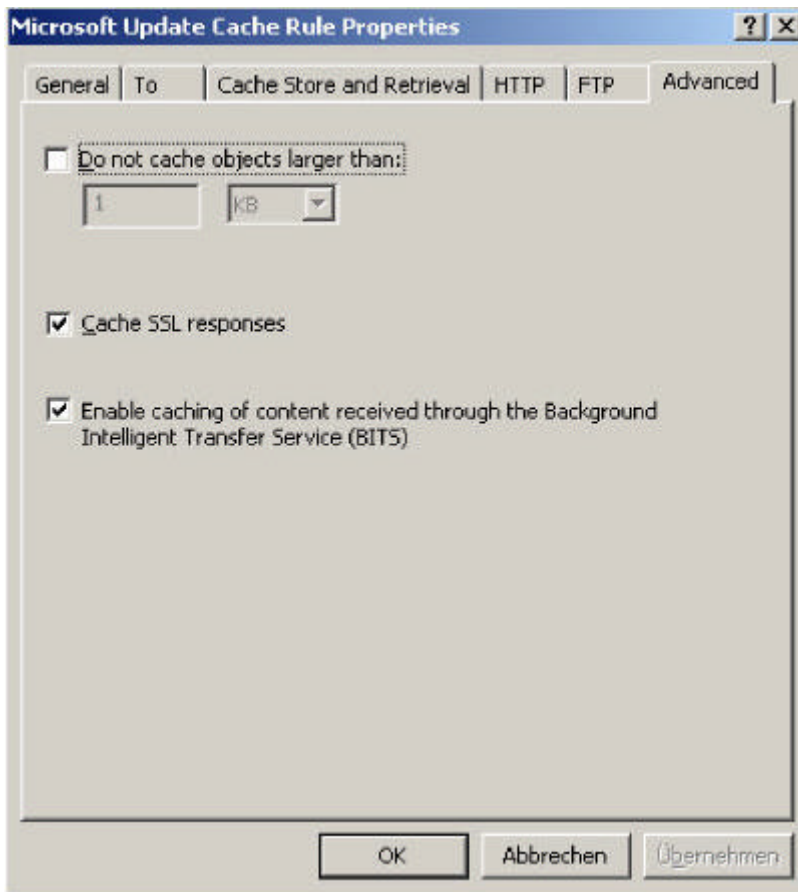 Microsoft Update Cache Rule Properties
General To Cache Store and Retrieval HTTP FTP Advanced
Do not cache objects larger than:
1 KB
Cache SSL responses
Enable caching of content received through the Background
Intelligent Transfer Service (BITS)
OK Abbrechen Übernehmen